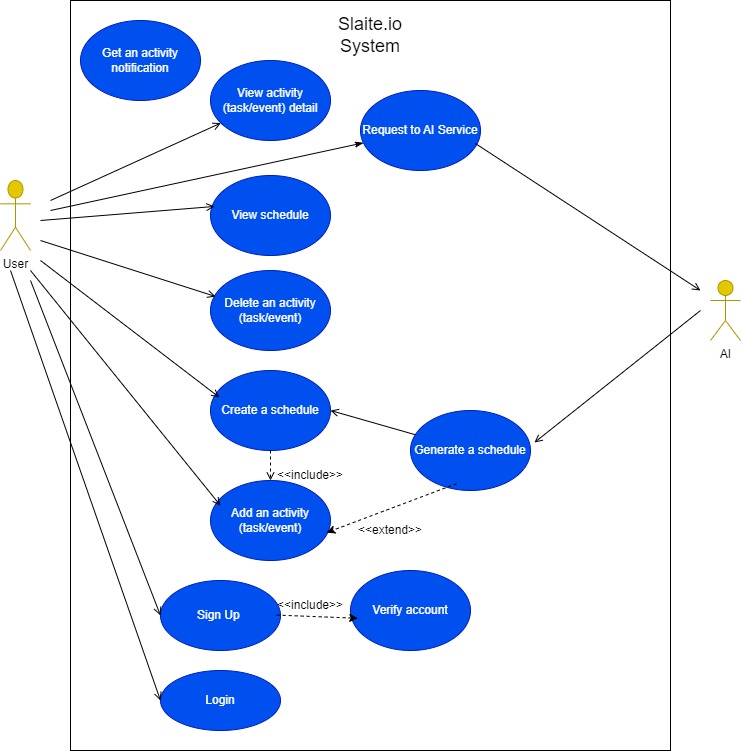 Slaite.io
System
Get an activity
notification
View activity
(task/event) detail
Request to AI Service
View schedule
User
Delete an activity
(task/event)
AI
Create a schedule
Generate a schedule
<<include>>
Add an activity
(task/event)
<<extend>>
Sign Up
<<include>>
Verify account
Login